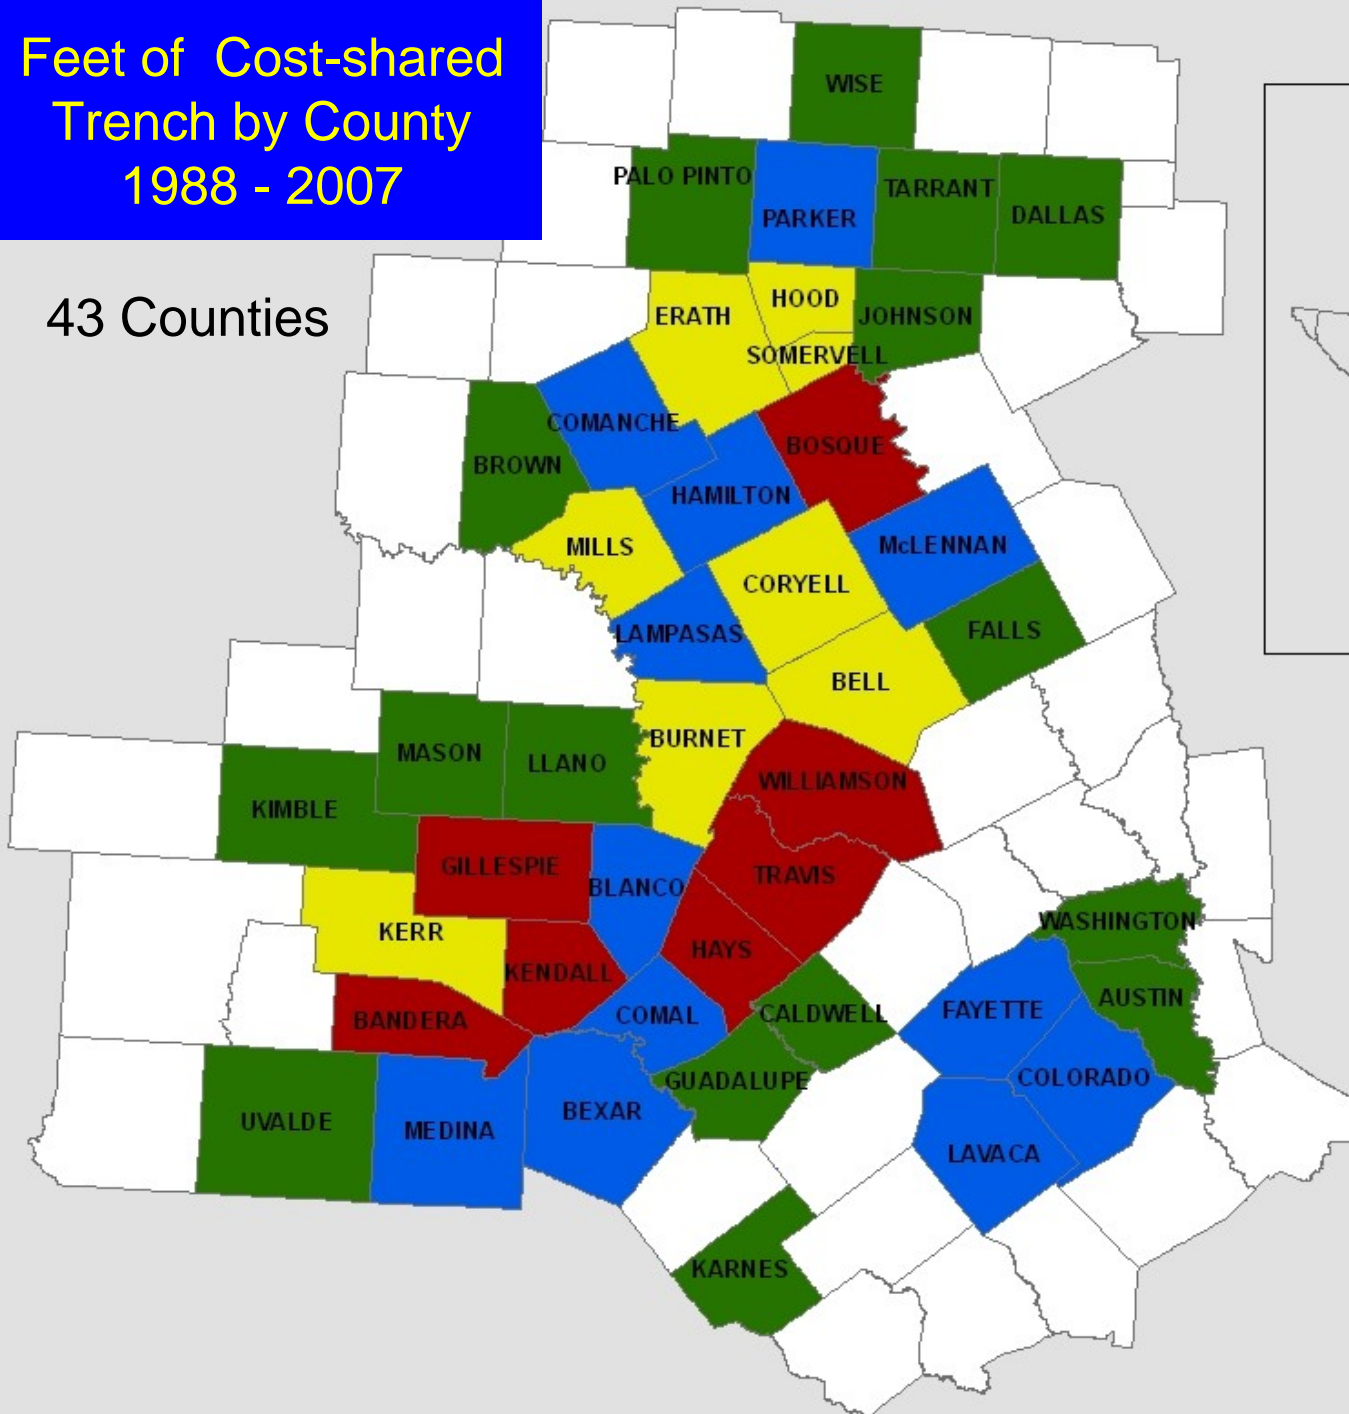 Feet of Cost-shared
Trench by County
1988 - 2007
43 Counties
WISE
PALO PINTO
PARKER
TARRANT
DALLAS
ERATH
HOOD
JOHNSON
SOMERVELL
COMANCHE
BROWN
BOSQUE
HAMILTON
MILLS
McLENNAN
CORYELL
LAMPASAS
FALLS
BELL
BURNET
MASON
LLANO
WILLIAMSON
KIMBLE
GILLESPIE
BLANCO
TRAVIS
KERR
WASHINGTON
HAYS
KENDALL
BANDERA
COMAL
CALDWELL
FAYETTE
AUSTIN
GUADALUPE
COLORADO
UVALDE
MEDINA
BEXAR
LAVACA
KARNES